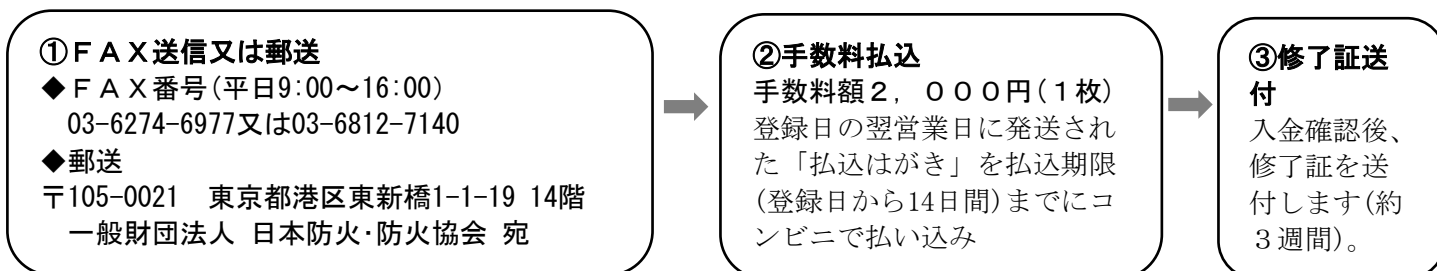 ①ＦＡＸ送信又は郵送
◆ＦＡＸ番号(平日9:00～16:00)
03-6274-6977又は03-6812-7140
◆郵送
〒105-0021　東京都港区東新橋1-1-19 14階
一般財団法人 日本防火･防火協会 宛
②手数料払込
手数料額２，０００円(１枚)
登録日の翌営業日に発送され
た「払込はがき」を払込期限
(登録日から14日間)までにコ
ンビニで払い込み
③修了証送
付
入金確認後、
修了証を送
付します(約
３週間)。